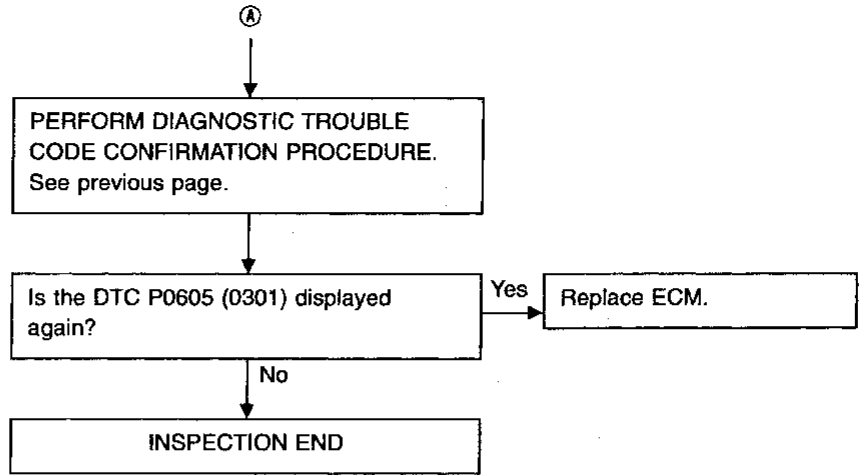 Ⓐ
PERFORM DIAGNOSTIC TROUBLE
CODE CONFIRMATION PROCEDURE.
See previous page.
Is the DTC P0605 (0301) displayed
again?
Yes
Replace ECM.
No
INSPECTION END